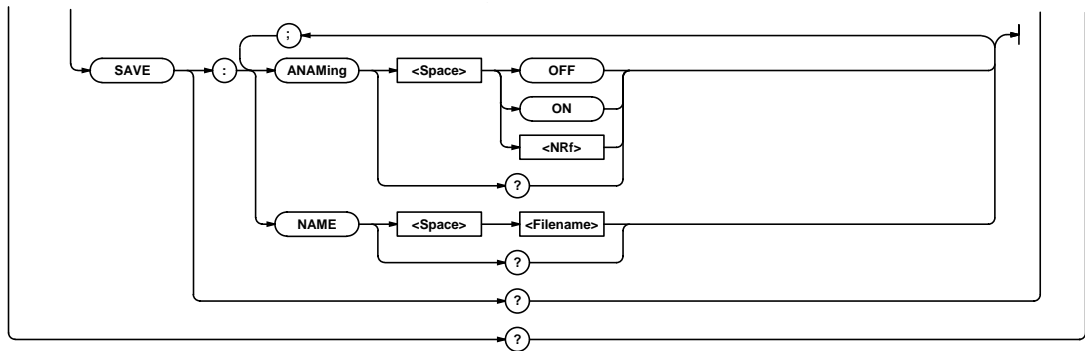 ;
SAVE : ANAMing <Space> OFF
ON
<NRf>
?
NAME <Space> <Filename>
?
?
?